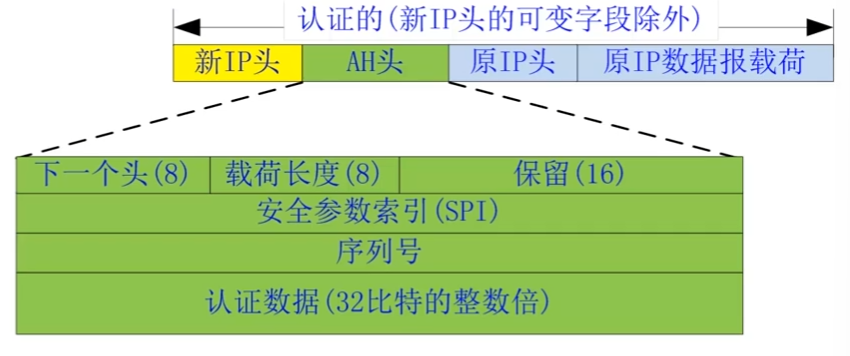 认证的(新IP头的可变字段除外)
新IP头 AH头 原IP头 原IP数据报载荷
下一个头(8) 载荷长度(8) 保留(16)
安全参数索引(SPI)
序列号
认证数据(32比特的整数倍)